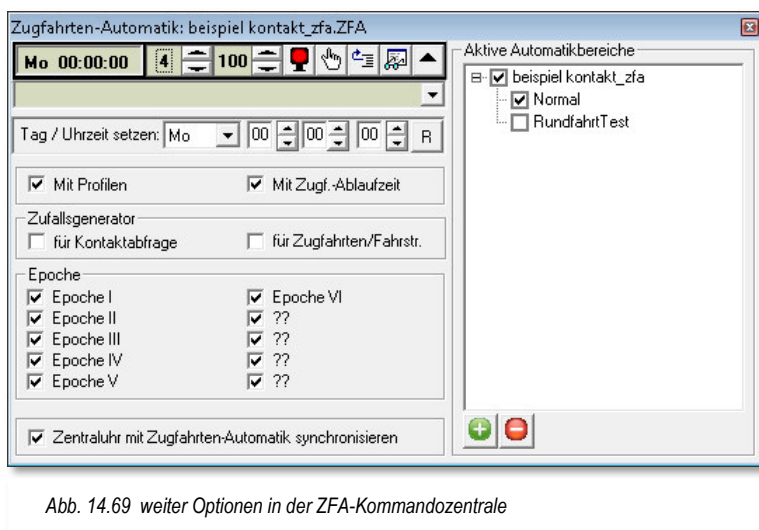 Zugfahrten-Automatik: beispiel kontakt_zfa.ZFA
Mo 00:00:00 4 100
Tag / Uhrzeit setzen: Mo 00 00 00 R
Mit Profilen
Mit Zugf.-Ablaufzeit
Zufallsgenerator
für Kontaktabfrage
für Zugfahrten/Fahrstr.
Epoche
Epoche I
Epoche II
Epoche III
Epoche IV
Epoche V
Epoche VI
??
??
??
??
Zentraluhr mit Zugfahrten-Automatik synchronisieren
Aktive Automatikbereiche
beispiel kontakt_zfa
Normal
RundfahrtTest
Abb. 14.69 weiter Optionen in der ZFA-Kommandozentrale